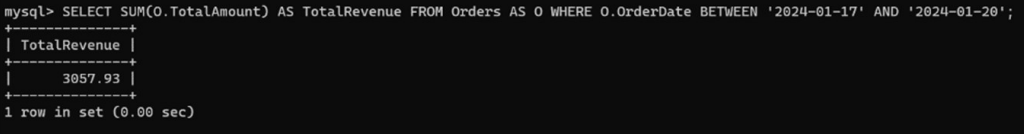 mysql> SELECT SUM(O.TotalAmount) AS TotalRevenue FROM Orders AS O WHERE O.OrderDate BETWEEN '2024-01-17' AND '2024-01-20';
+--------------+
| TotalRevenue |
+--------------+
|      3057.93 |
+--------------+
1 row in set (0.00 sec)